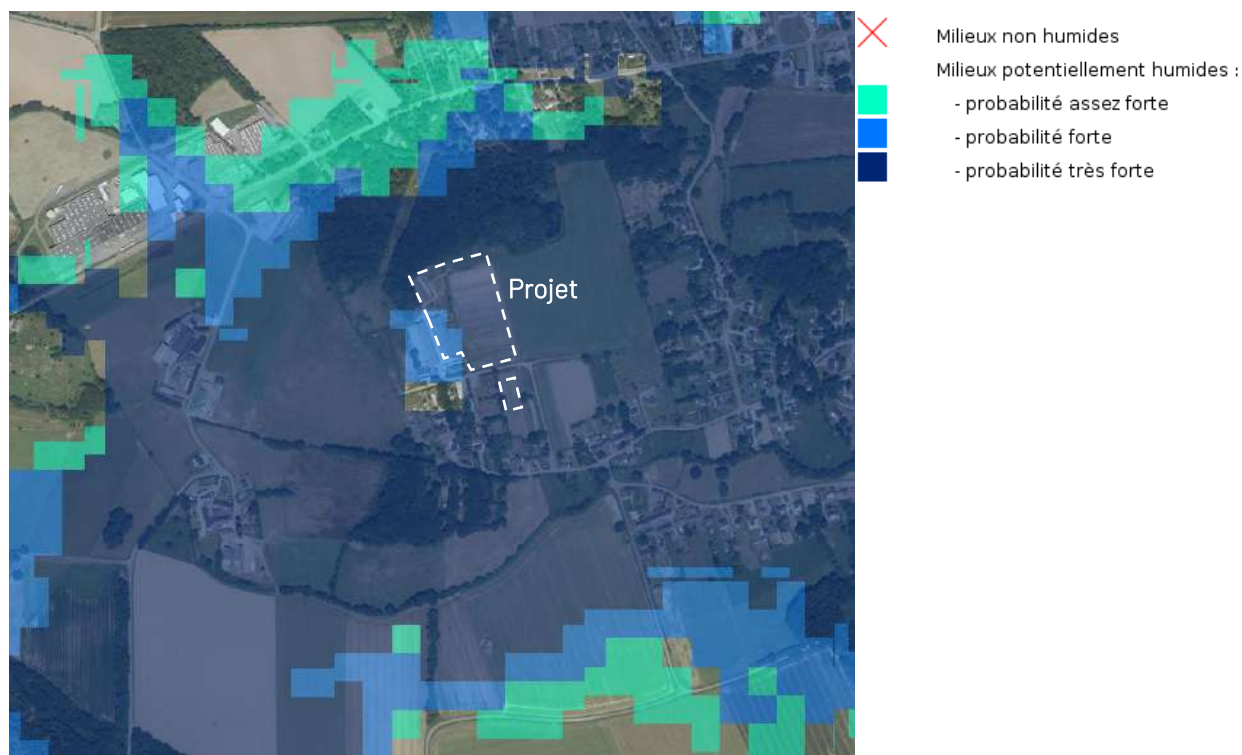 Projet
Milieux non humides
Milieux potentiellement humides :
- probabilité assez forte
- probabilité forte
- probabilité très forte